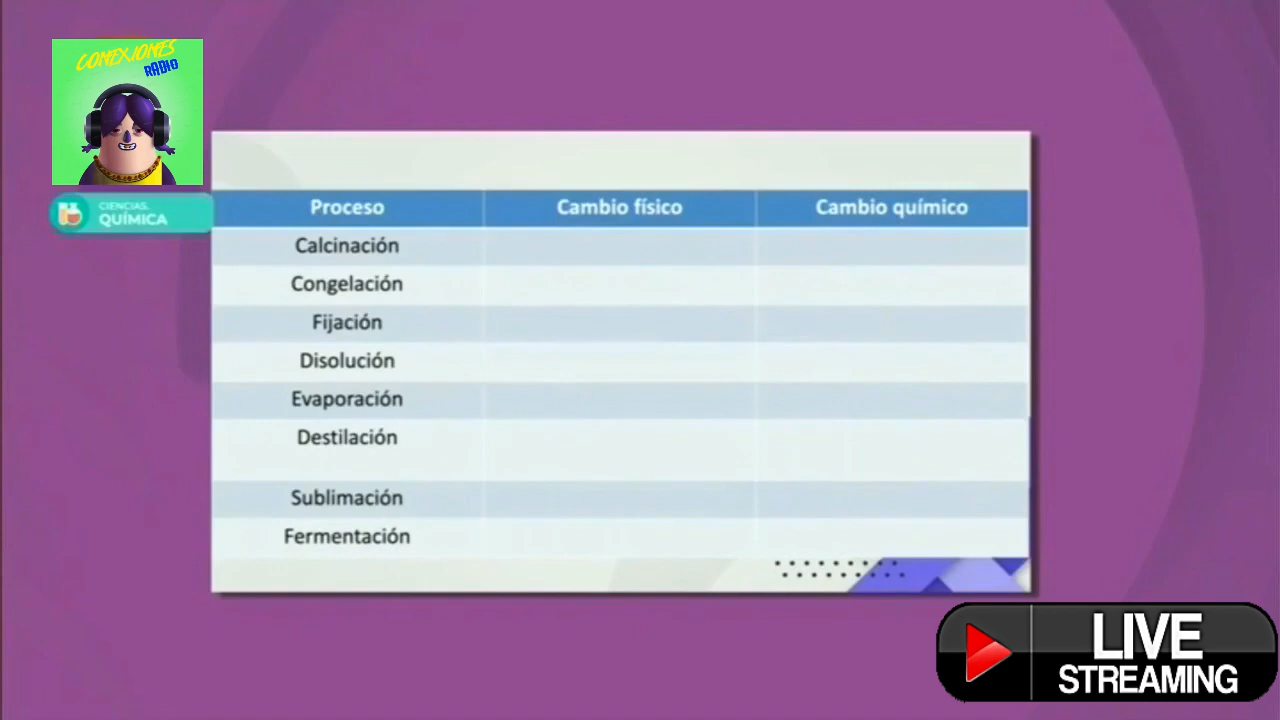 CONEXIONES
RADIO
CIENCIAS.
QUÍMICA
Proceso Cambio físico Cambio químico
Calcinación
Congelación
Fijación
Disolución
Evaporación
Destilación
Sublimación
Fermentación
LIVE
STREAMING